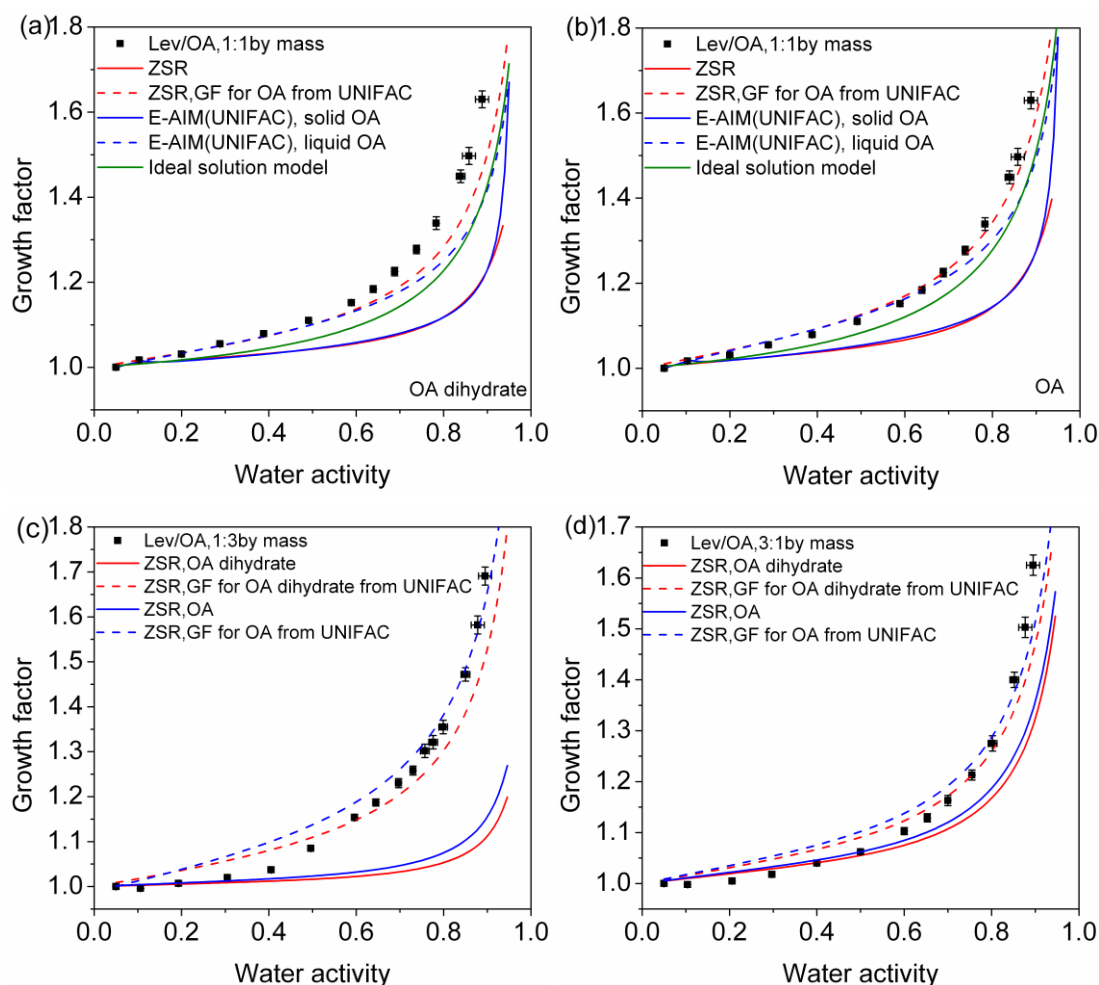 (a)
1.8
1.6
1.4
1.2
1.0
Growth factor
Lev/OA,1:1by mass
ZSR
ZSR,GF for OA from UNIFAC
E-AIM(UNIFAC), solid OA
E-AIM(UNIFAC), liquid OA
Ideal solution model
OA dihydrate
0.0 0.2 0.4 0.6 0.8 1.0
Water activity
(b)
1.8
1.6
1.4
1.2
1.0
Growth factor
Lev/OA,1:1by mass
ZSR
ZSR,GF for OA from UNIFAC
E-AIM(UNIFAC), solid OA
E-AIM(UNIFAC), liquid OA
Ideal solution model
OA
0.0 0.2 0.4 0.6 0.8 1.0
Water activity
(c)
1.8
1.7
1.6
1.5
1.4
1.3
1.2
1.1
1.0
Growth factor
Lev/OA,1:3by mass
ZSR,OA dihydrate
ZSR,GF for OA dihydrate from UNIFAC
ZSR,OA
ZSR,GF for OA from UNIFAC
0.0 0.2 0.4 0.6 0.8 1.0
Water activity
(d)
1.7
1.6
1.5
1.4
1.3
1.2
1.1
1.0
Growth factor
Lev/OA,3:1by mass
ZSR,OA dihydrate
ZSR,GF for OA dihydrate from UNIFAC
ZSR,OA
ZSR,GF for OA from UNIFAC
0.0 0.2 0.4 0.6 0.8 1.0
Water activity